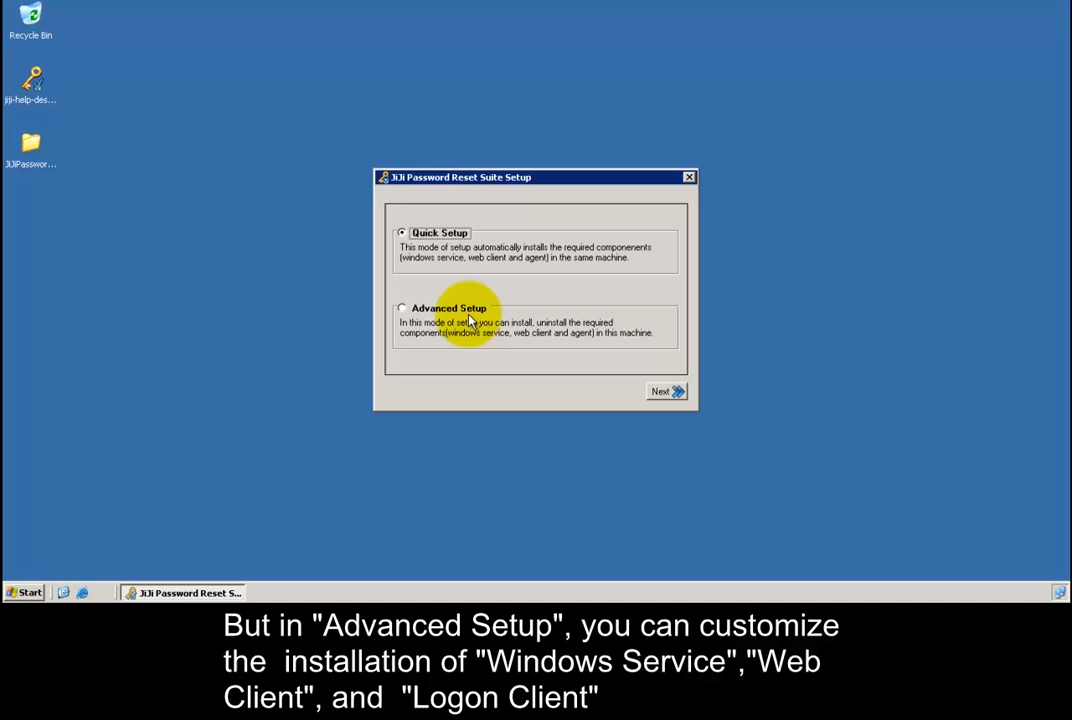 Recycle Bin
jiji-help-des...
JiJiPasswor...
JiJi Password Reset Suite Setup
Quick Setup
This mode of setup automatically installs the required componenents
(windows service, web client and agent) in the same machine.
Advanced Setup
In this mode of setup you can install, uninstall the required
components(windows service, web client and agent) in this machine.
Next
Start
JiJi Password Reset S...
But in "Advanced Setup", you can customize
the installation of "Windows Service","Web
Client", and "Logon Client"